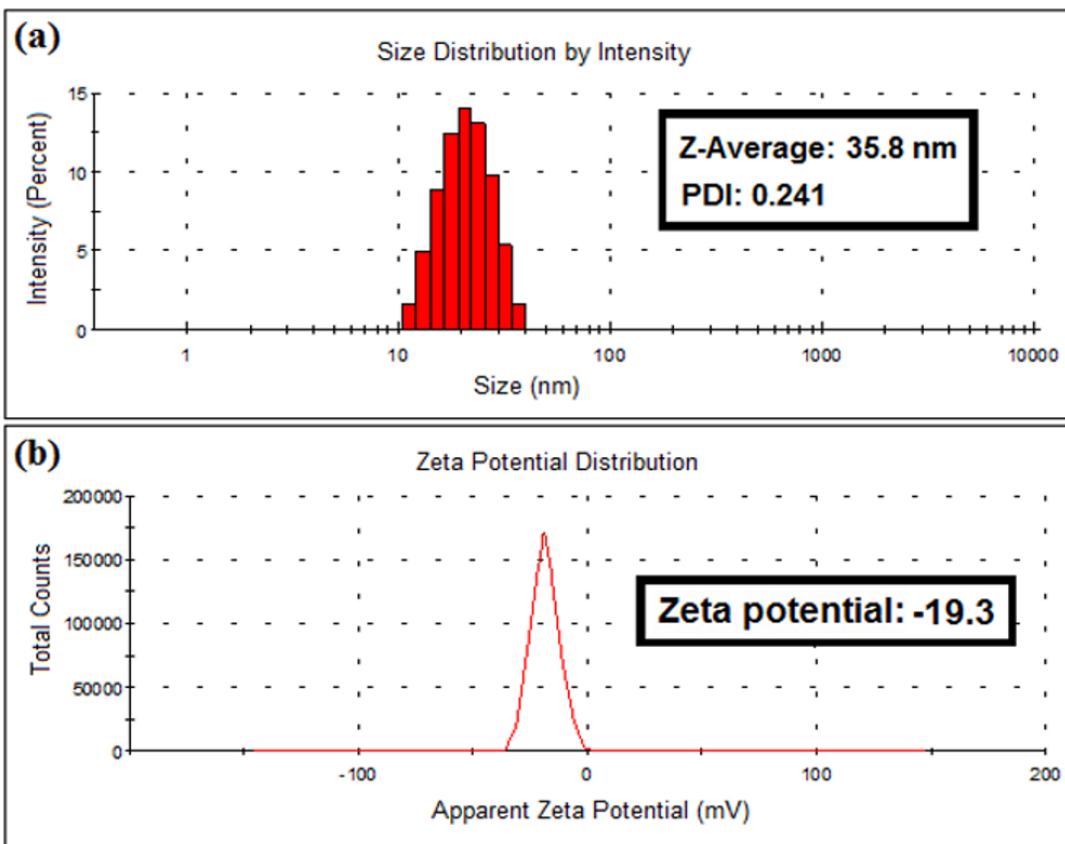 (a)
Size Distribution by Intensity
Intensity (Percent)
15
10
5
0
Z-Average: 35.8 nm
PDI: 0.241
1 10 100 1000 10000
Size (nm)
(b)
Zeta Potential Distribution
Total Counts
200000
150000
100000
50000
0
Zeta potential: -19.3
-100 0 100 200
Apparent Zeta Potential (mV)